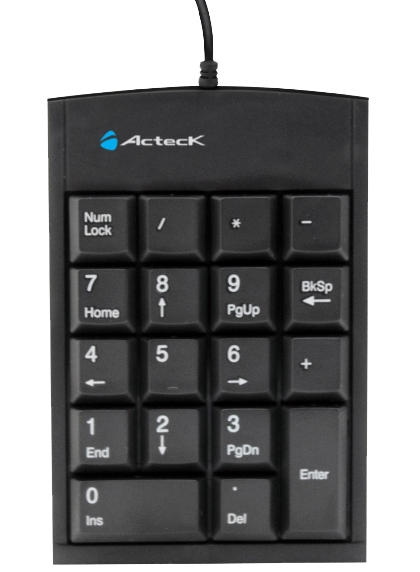 Acteck
Num Lock / * -
7 Home 8 ↑ 9 PgUp BkSp ←
4 ← 5 6 → +
1 End 2 ↓ 3 PgDn Enter
0 Ins . Del